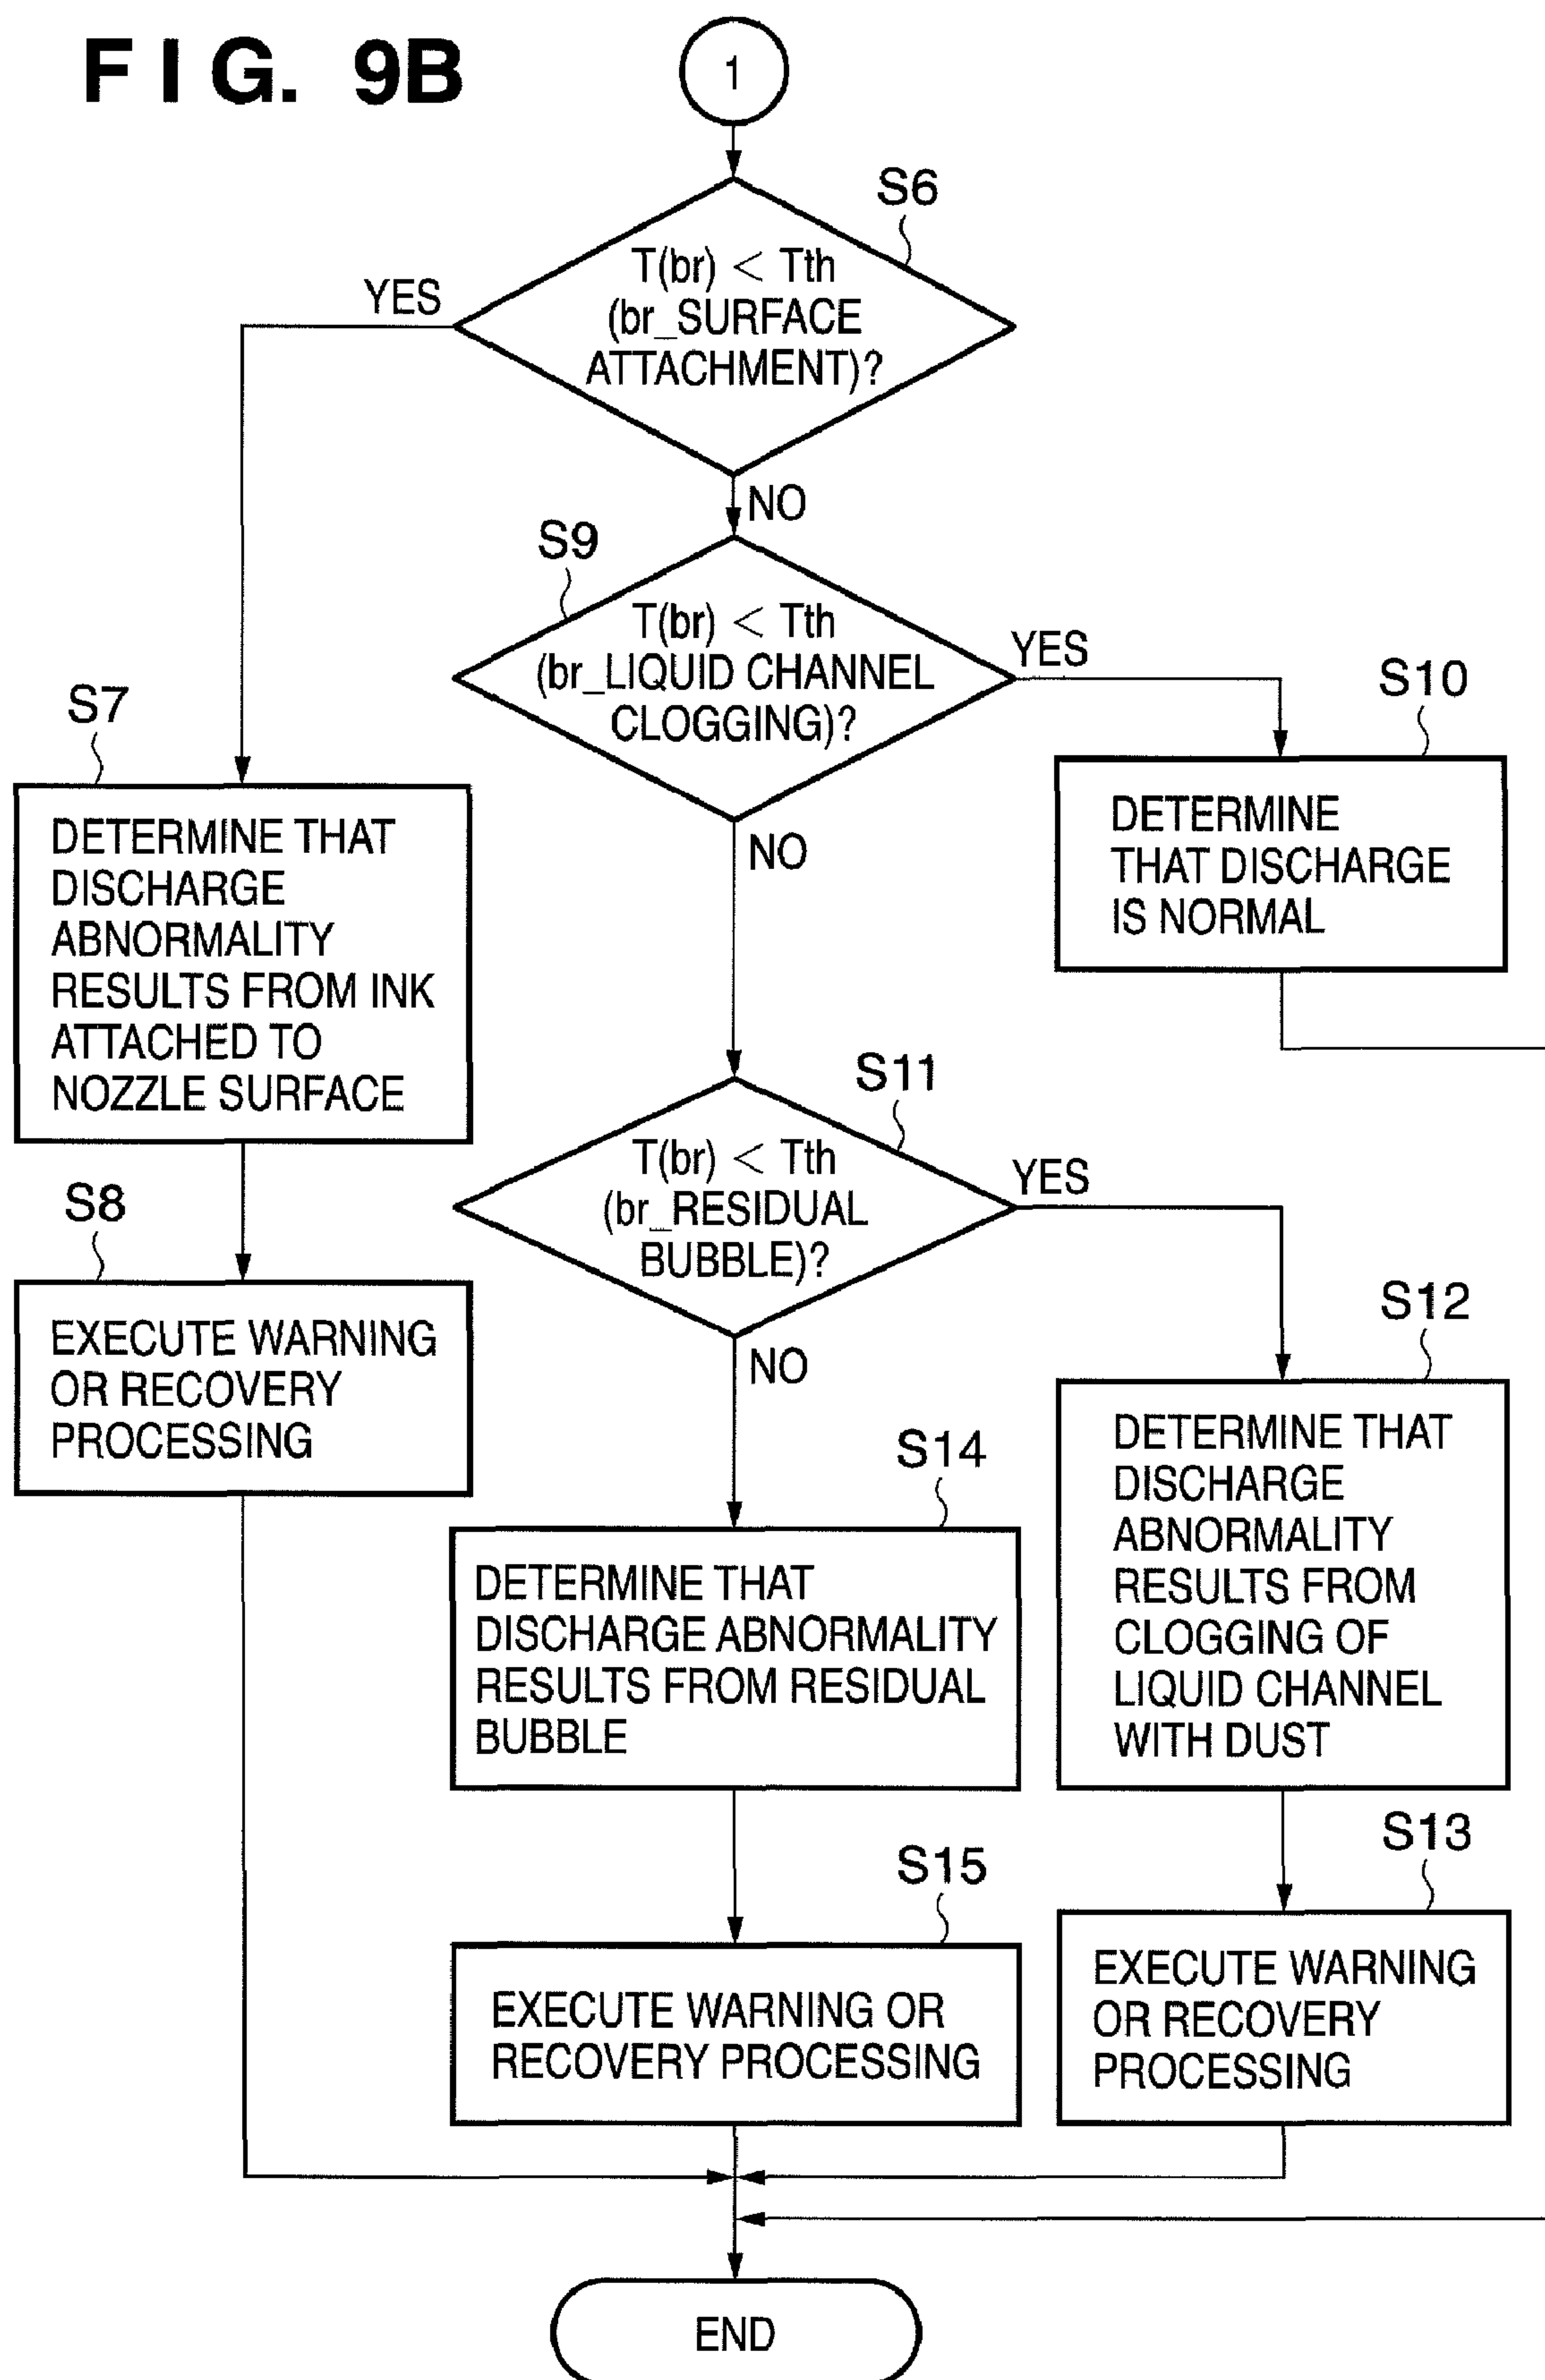 FIG. 9B
1
S6
T(br) < Tth
(br_SURFACE
ATTACHMENT)?
YES
NO
S9
T(br) < Tth
(br_LIQUID CHANNEL
CLOGGING)?
YES
NO
S7
DETERMINE THAT
DISCHARGE
ABNORMALITY
RESULTS FROM INK
ATTACHED TO
NOZZLE SURFACE
S10
DETERMINE
THAT DISCHARGE
IS NORMAL
S11
T(br) < Tth
(br_RESIDUAL
BUBBLE)?
YES
NO
S8
EXECUTE WARNING
OR RECOVERY
PROCESSING
S12
DETERMINE THAT
DISCHARGE
ABNORMALITY
RESULTS FROM
CLOGGING OF
LIQUID CHANNEL
WITH DUST
S14
DETERMINE THAT
DISCHARGE ABNORMALITY
RESULTS FROM RESIDUAL
BUBBLE
S13
EXECUTE WARNING
OR RECOVERY
PROCESSING
S15
EXECUTE WARNING OR
RECOVERY PROCESSING
END